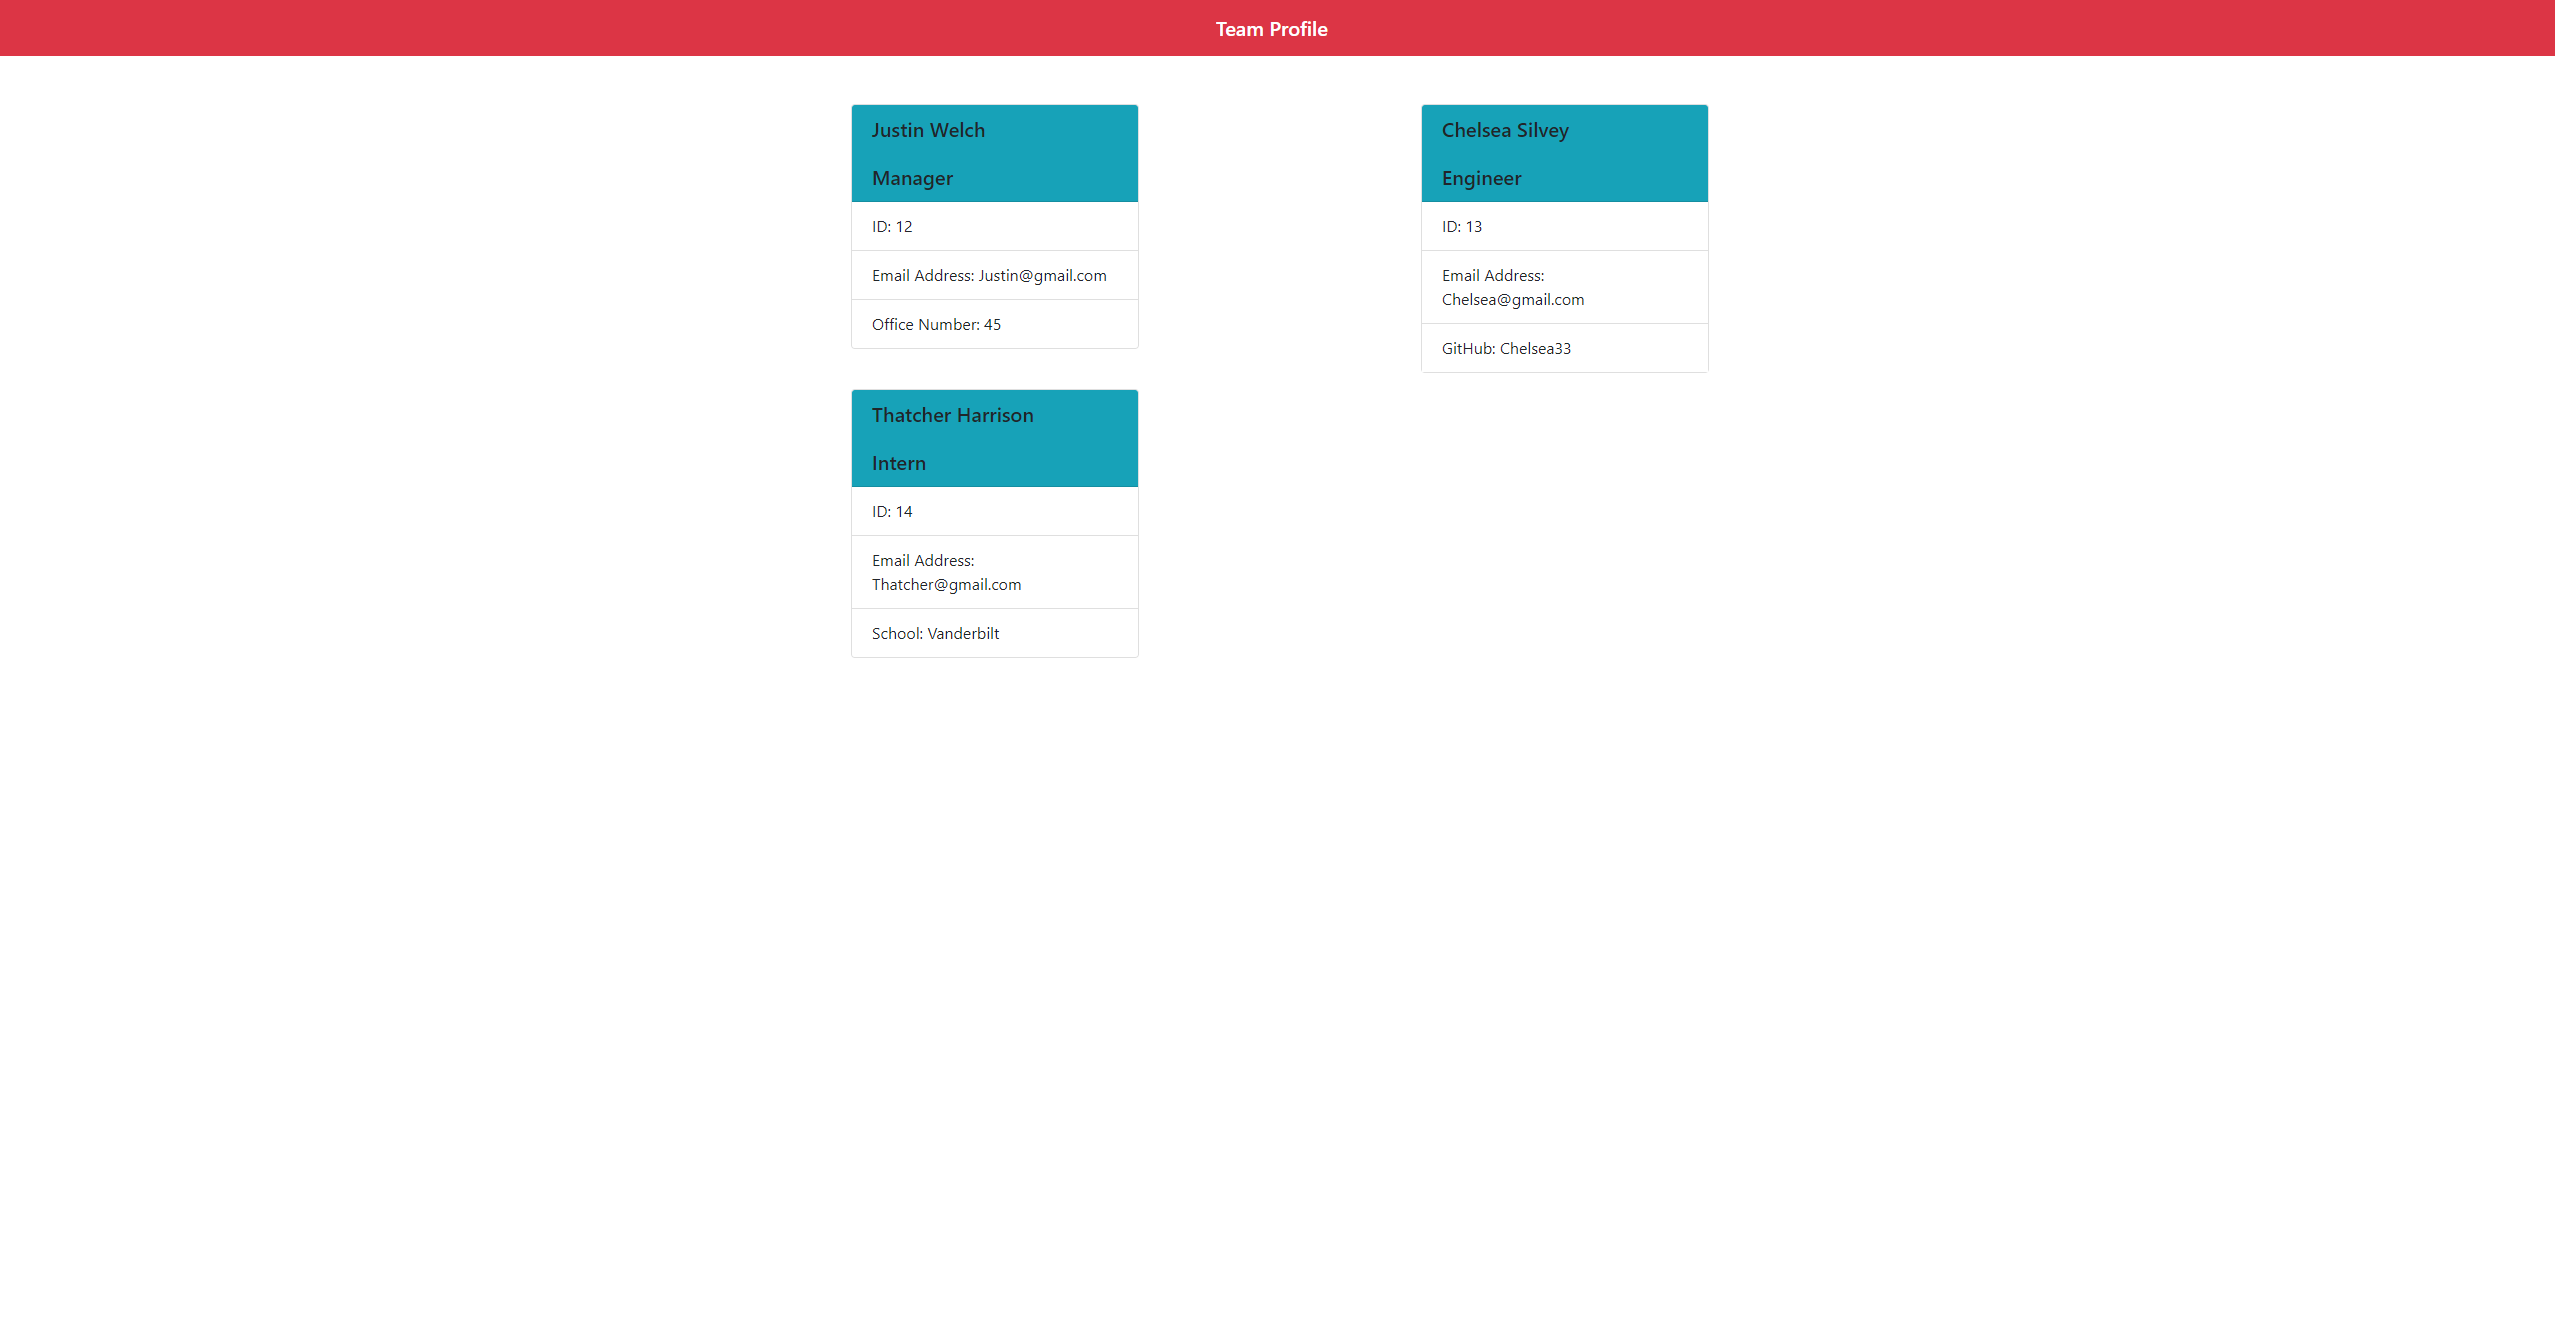 Team Profile
Justin Welch
Manager
ID: 12
Email Address: Justin@gmail.com
Office Number: 45
Chelsea Silvey
Engineer
ID: 13
Email Address:
Chelsea@gmail.com
GitHub: Chelsea33
Thatcher Harrison
Intern
ID: 14
Email Address:
Thatcher@gmail.com
School: Vanderbilt